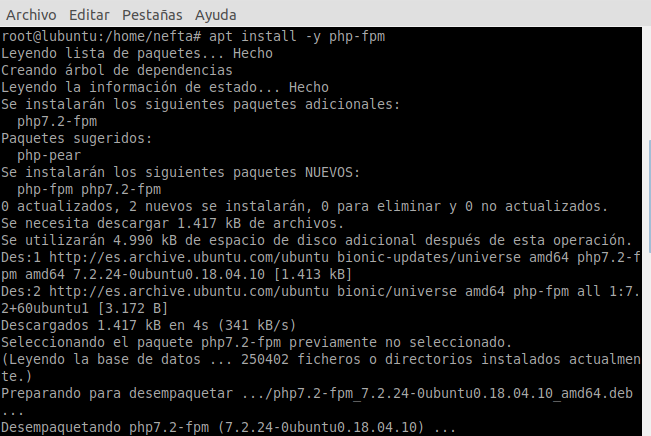 Archivo Editar Pestañas Ayuda
root@lubuntu:/home/nefta# apt install -y php-fpm
Leyendo lista de paquetes... Hecho
Creando árbol de dependencias
Leyendo la información de estado... Hecho
Se instalarán los siguientes paquetes adicionales:
  php7.2-fpm
Paquetes sugeridos:
  php-pear
Se instalarán los siguientes paquetes NUEVOS:
  php-fpm php7.2-fpm
0 actualizados, 2 nuevos se instalarán, 0 para eliminar y 0 no actualizados.
Se necesita descargar 1.417 kB de archivos.
Se utilizarán 4.990 kB de espacio de disco adicional después de esta operación.
Des:1 http://es.archive.ubuntu.com/ubuntu bionic-updates/universe amd64 php7.2-f
pm amd64 7.2.24-0ubuntu0.18.04.10 [1.413 kB]
Des:2 http://es.archive.ubuntu.com/ubuntu bionic/universe amd64 php-fpm all 1:7.
2+60ubuntu1 [3.172 B]
Descargados 1.417 kB en 4s (341 kB/s)
Seleccionando el paquete php7.2-fpm previamente no seleccionado.
(Leyendo la base de datos ... 250402 ficheros o directorios instalados actualmen
te.)
Preparando para desempaquetar .../php7.2-fpm_7.2.24-0ubuntu0.18.04.10_amd64.deb
...
Desempaquetando php7.2-fpm (7.2.24-0ubuntu0.18.04.10) ...